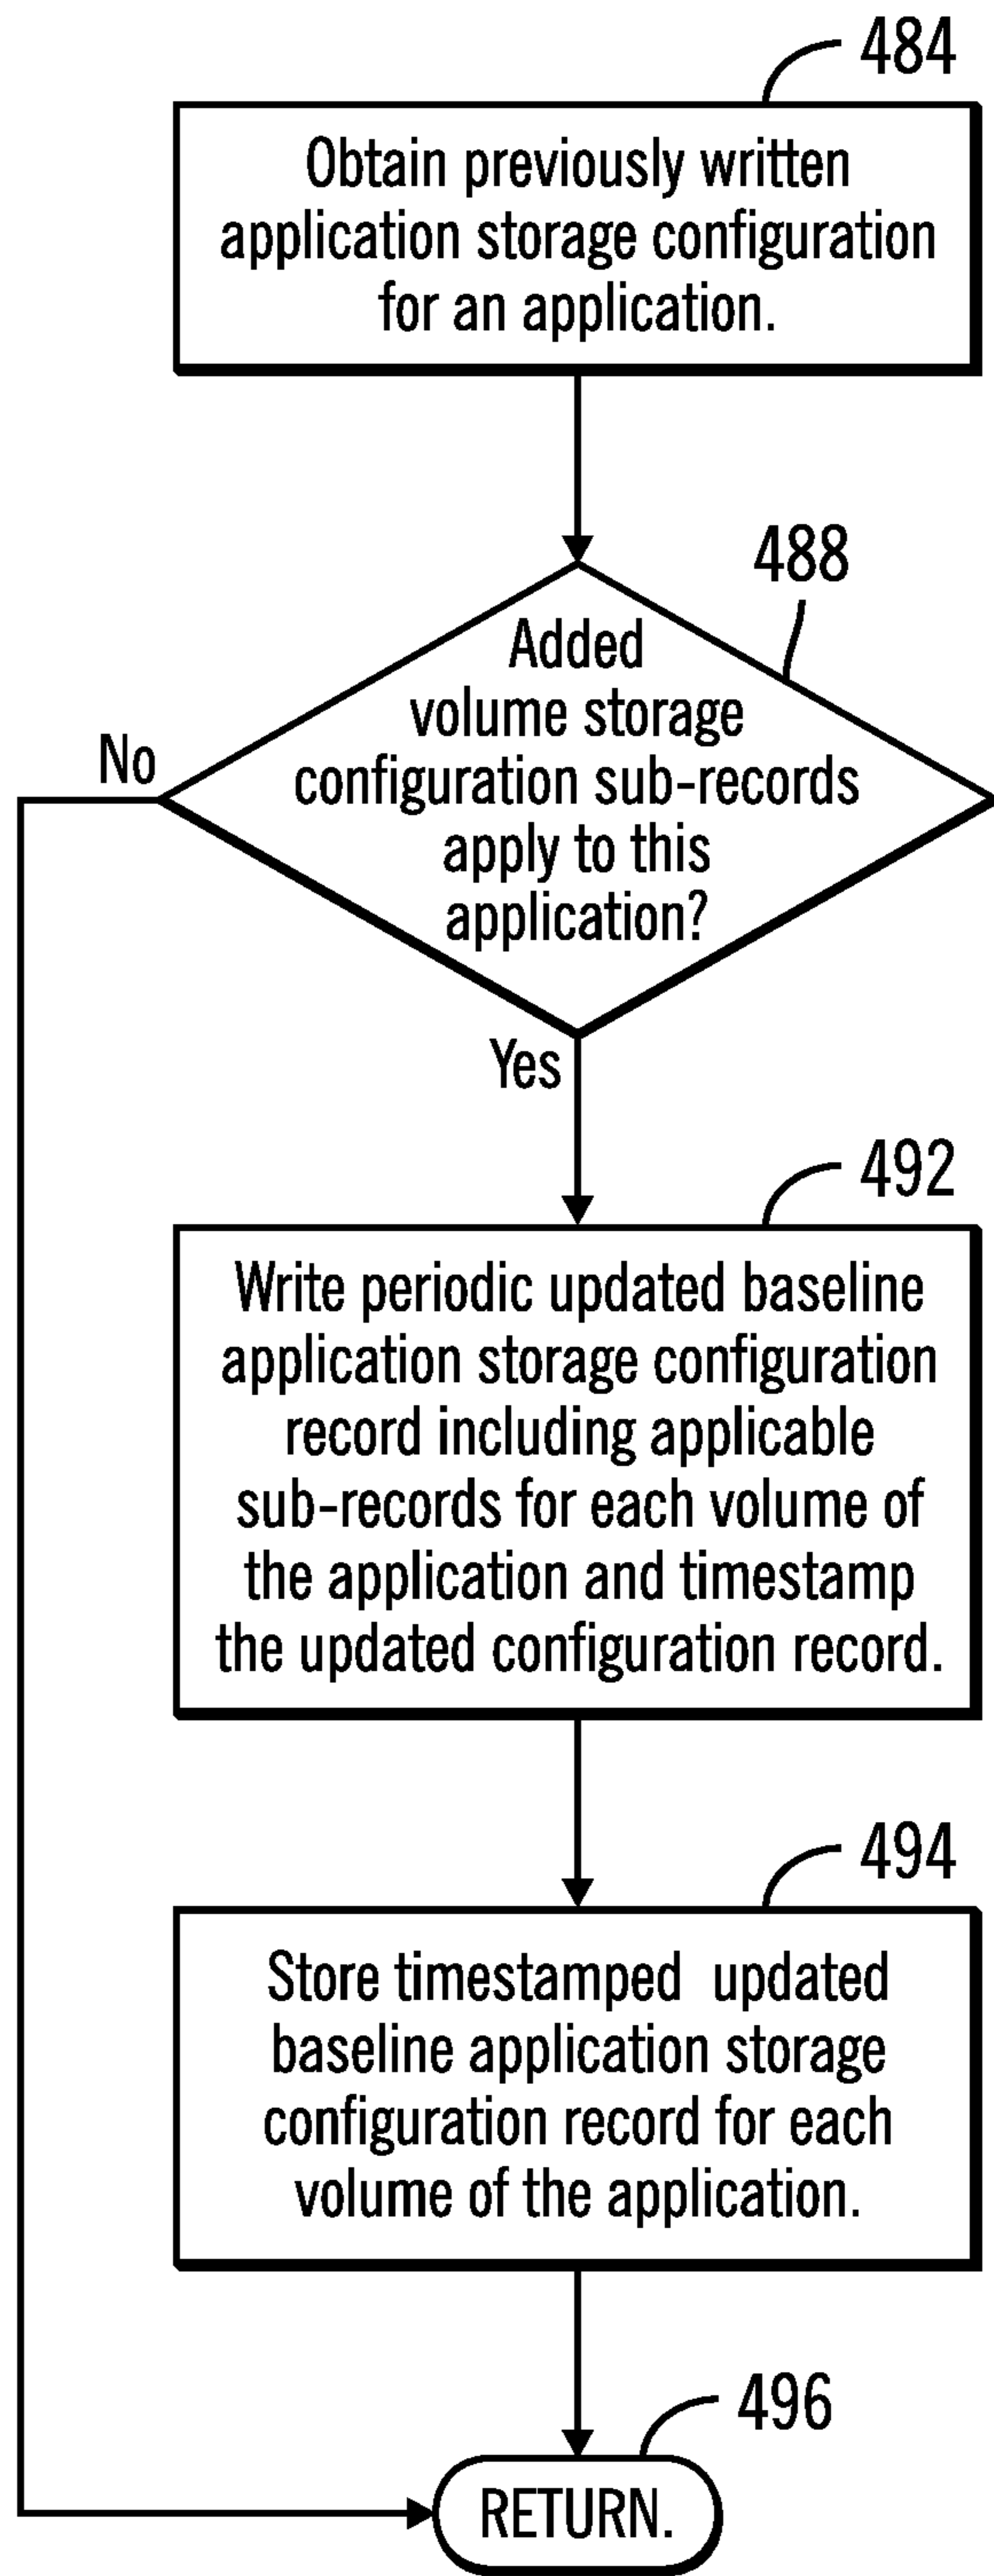 484
Obtain previously written
application storage configuration
for an application.
488
Added
volume storage
configuration sub-records
apply to this
application?
No
Yes
492
Write periodic updated baseline
application storage configuration
record including applicable
sub-records for each volume of
the application and timestamp
the updated configuration record.
494
Store timestamped updated
baseline application storage
configuration record for each
volume of the application.
496
RETURN.